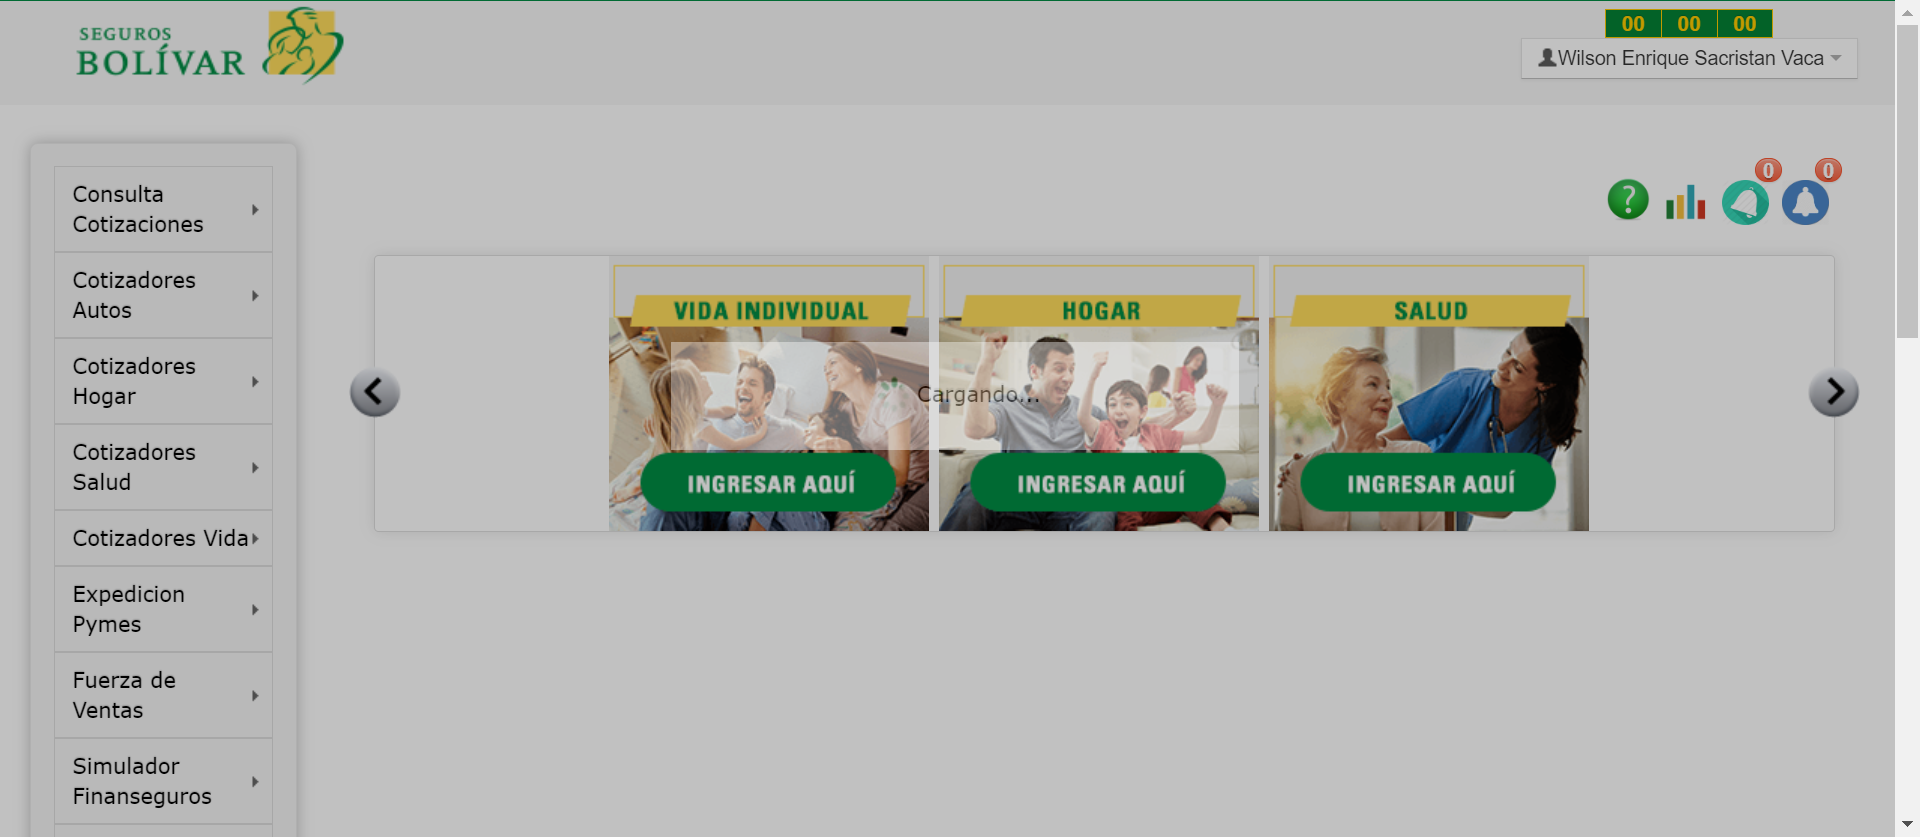 SEGUROS
BOLÍVAR
00 00 00
Wilson Enrique Sacristan Vaca
0 0
?
Consulta
Cotizaciones
Cotizadores
Autos
Cotizadores
Hogar
Cotizadores
Salud
Cotizadores Vida
Expedicion
Pymes
Fuerza de
Ventas
Simulador
Finanseguros
VIDA INDIVIDUAL
INGRESAR AQUÍ
HOGAR
INGRESAR AQUÍ
SALUD
INGRESAR AQUÍ
Cargando...